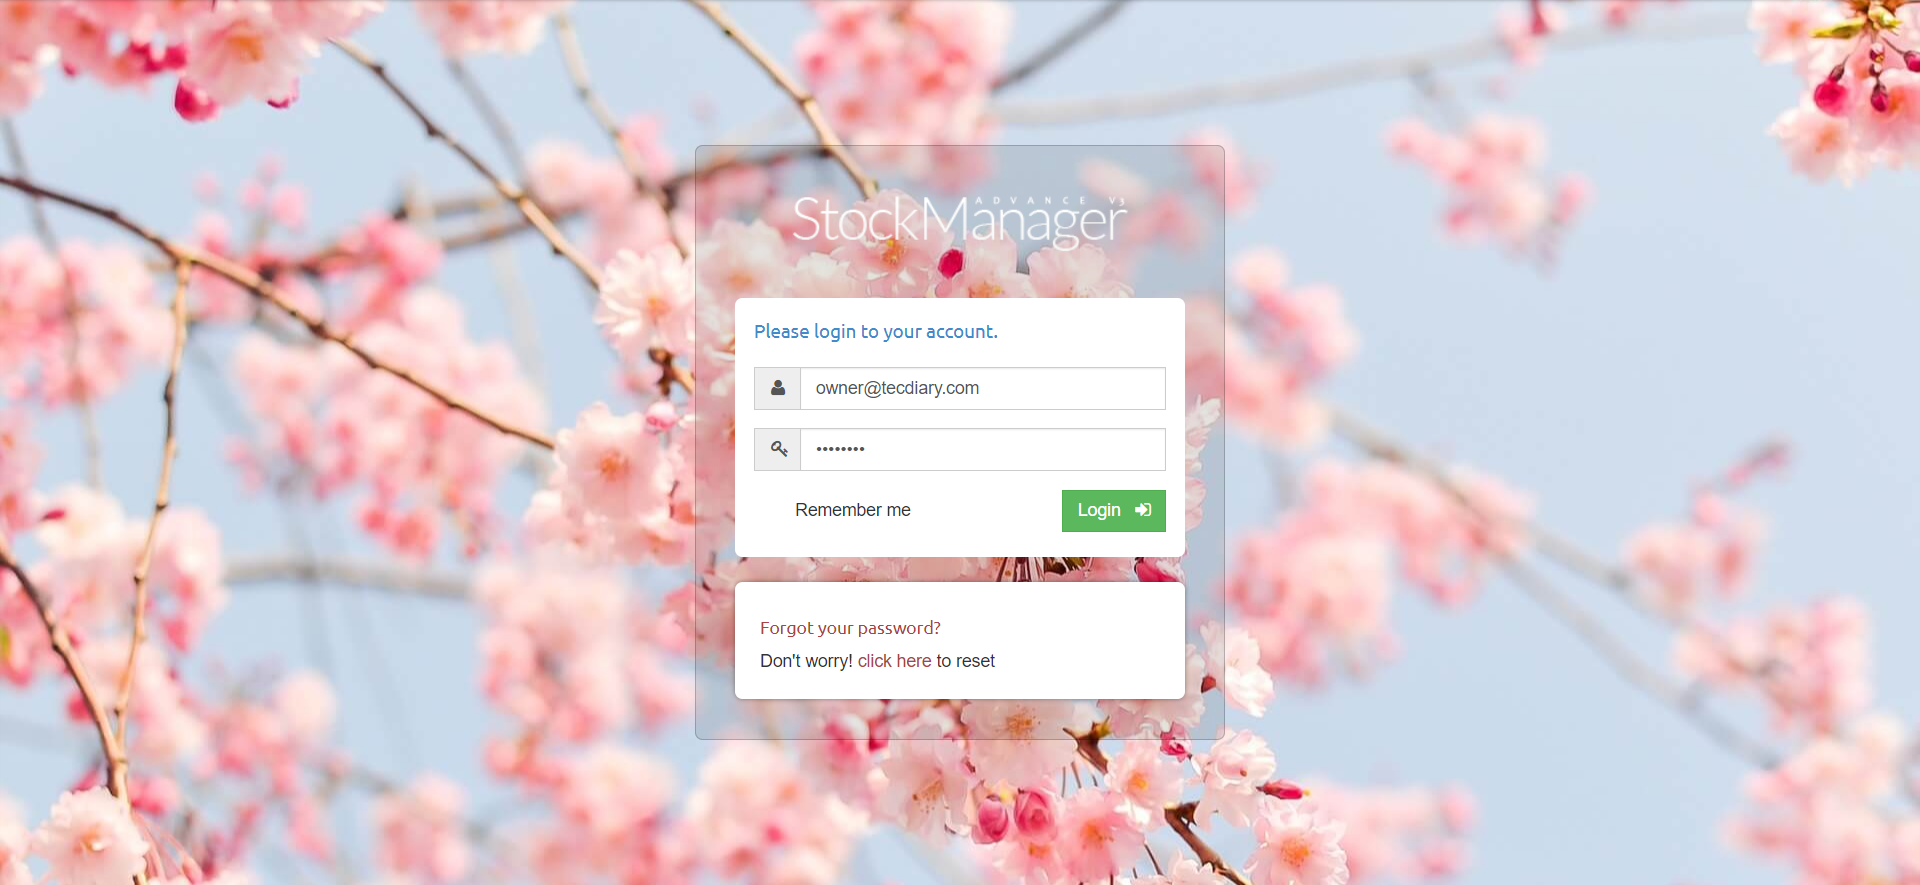 ADVANCE V3
StockManager
Please login to your account.
owner@tecdiary.com
••••••••
Remember me
Login
Forgot your password?
Don't worry! click here to reset